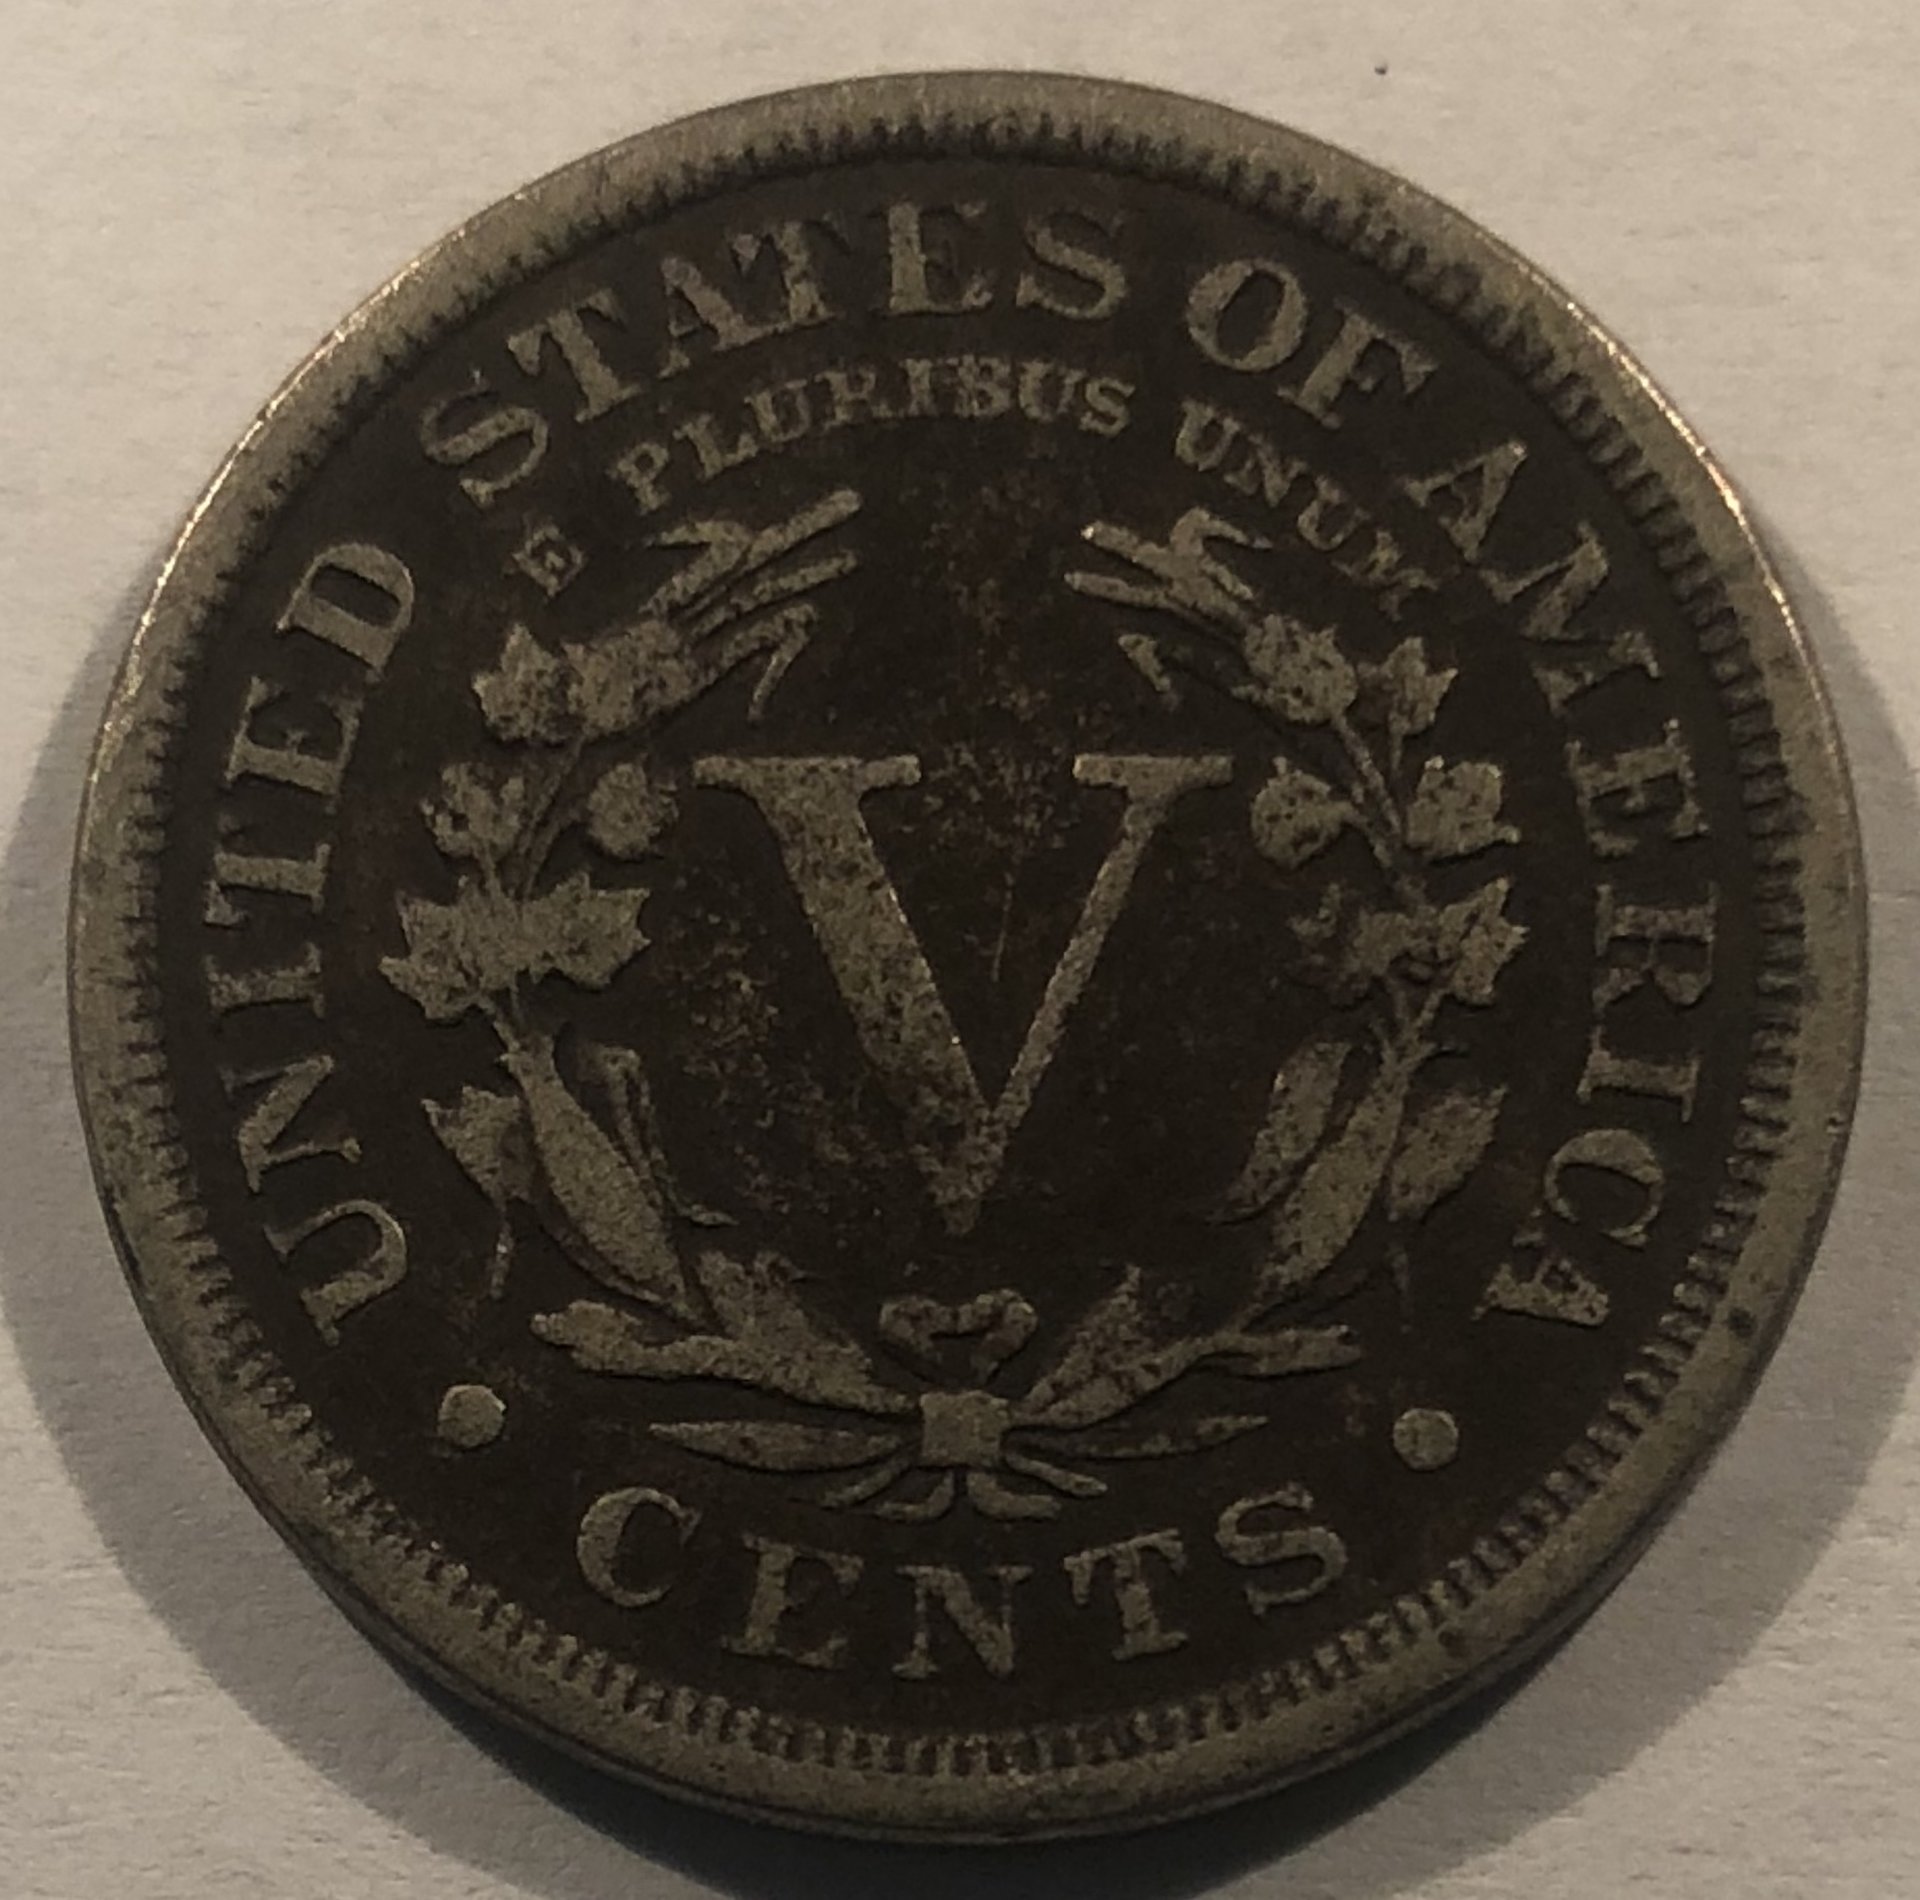 UNITED STATES OF AMERICA
E PLURIBUS UNUM
V
CENTS